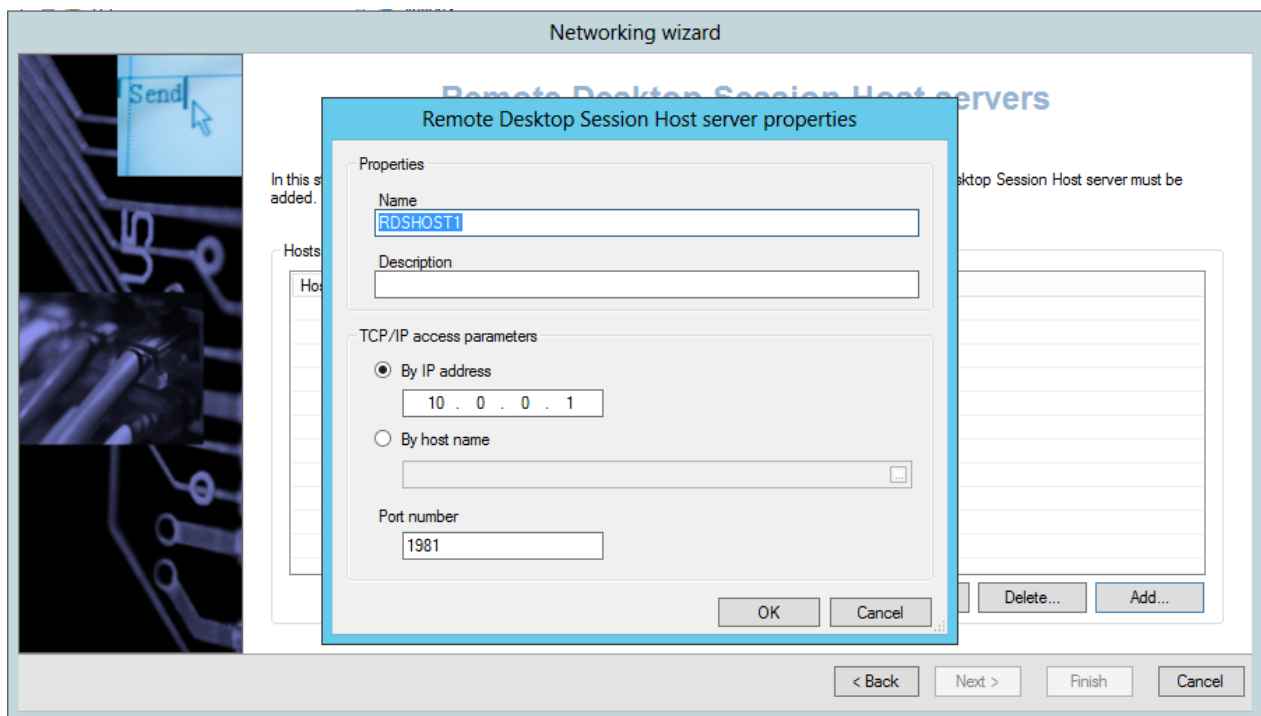 Networking wizard
Send
Remote Desktop Session Host servers
Remote Desktop Session Host server properties
In this s
sktop Session Host server must be
added.
Properties
Name
RDSHOST1
Hosts
Description
Hos
TCP/IP access parameters
By IP address
10 . 0 . 0 . 1
By host name
...
Port number
1981
OK
Cancel
Delete...
Add...
< Back
Next >
Finish
Cancel